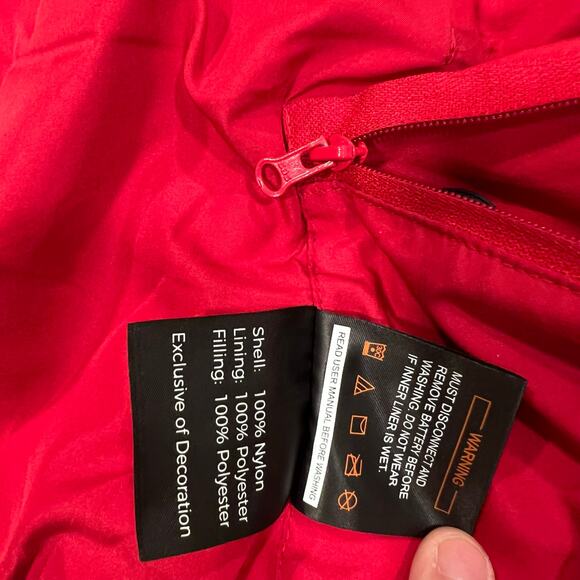 Shell: 100% Nylon
Lining: 100% Polyester
Filling: 100% Polyester
Exclusive of Decoration
WARNING
MUST DISCONNECT AND
REMOVE BATTERY BEFORE
WASHING. DO NOT WEAR
IF INNER LINER IS WET.
READ USER MANUAL BEFORE WASHING